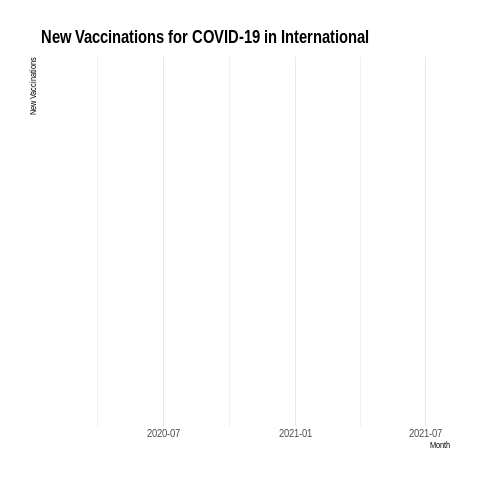 New Vaccinations for COVID-19 in International
New Vaccinations
2020-07
2021-01
2021-07
Month